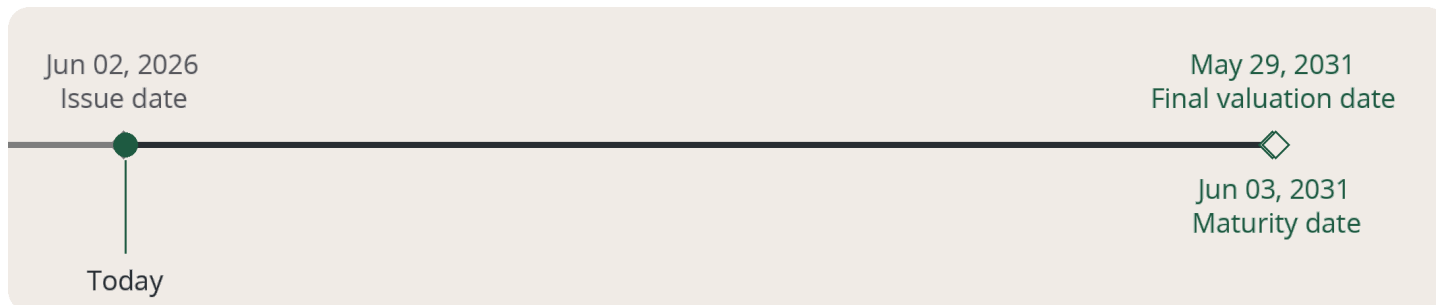 Jun 02, 2026
Issue date
May 29, 2031
Final valuation date
Jun 03, 2031
Maturity date
Today